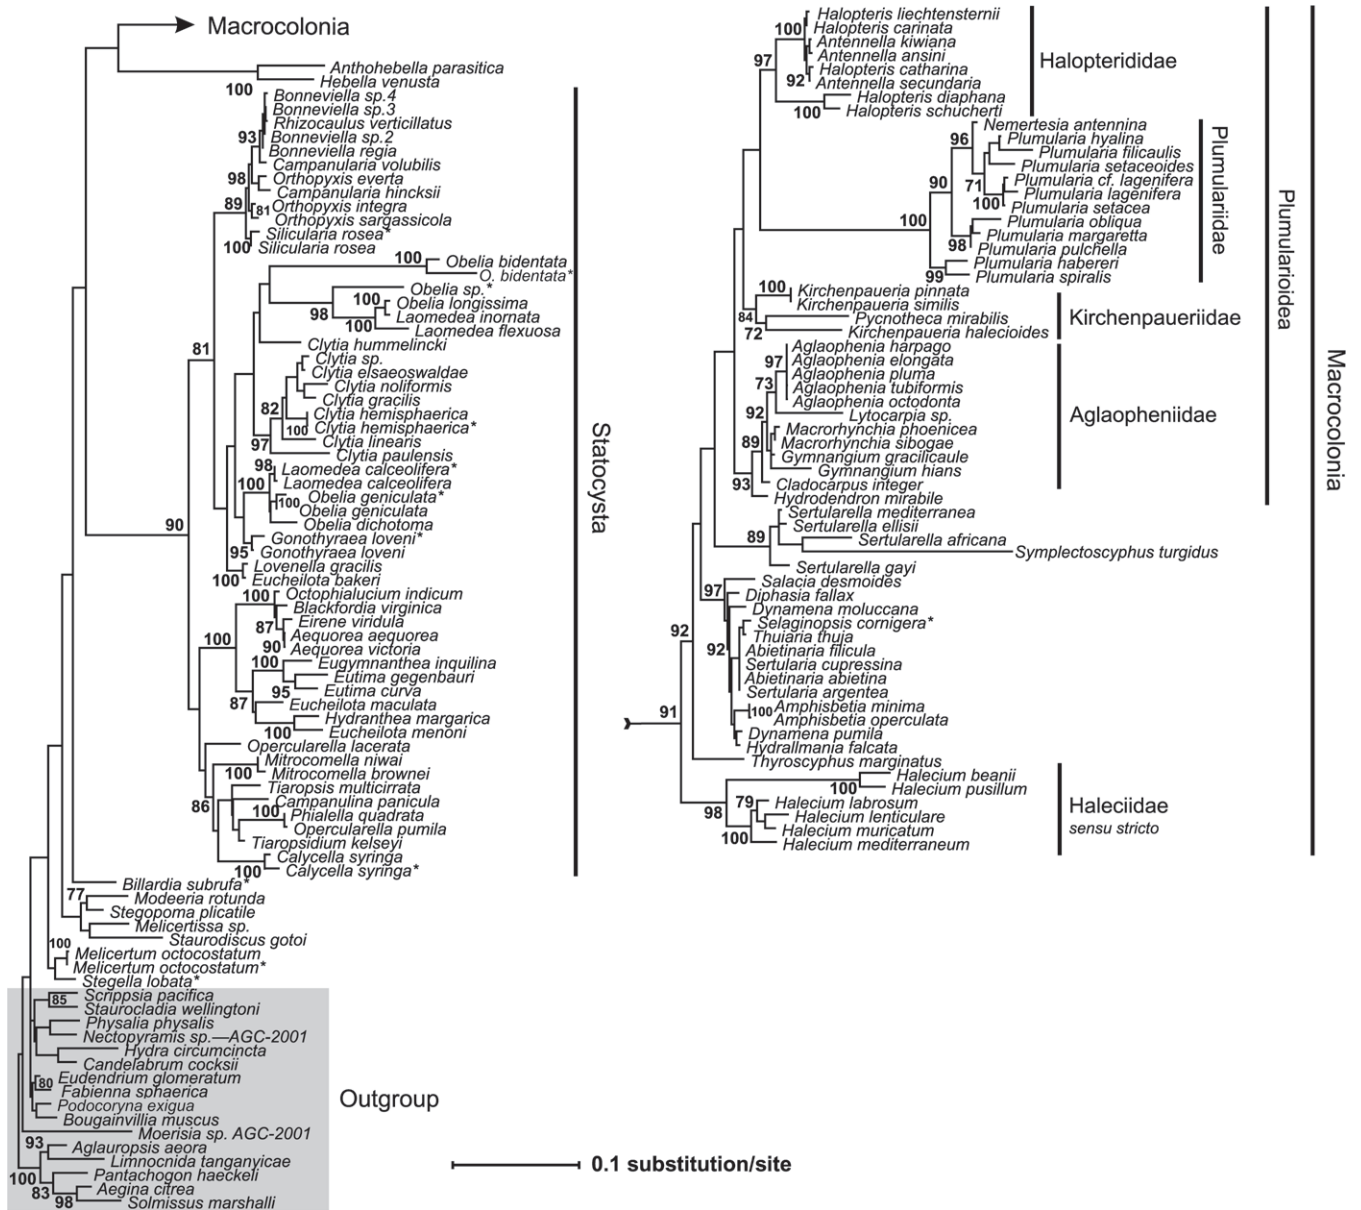 Macrocolonia
Anthohebella parasitica
Hebella venusta
100
Bonneviella sp.4
Bonneviella sp.3
Rhizocaulus verticillatus
93
Bonneviella sp.2
Bonneviella regia
Campanularia volubilis
98
Orthopyxis everta
Campanularia hincksii
89
Orthopyxis integra
81
Orthopyxis sargassicola
Silicularia rosea*
100
Silicularia rosea
100
Obelia bidentata
O. bidentata*
Obelia sp.*
98
100
Obelia longissima
Laomedea inornata
100
Laomedea flexuosa
81
Clytia hummelincki
Clytia sp.
Clytia elsaeoswaldae
Clytia noliformis
Clytia gracilis
82
Clytia hemisphaerica
100
Clytia hemisphaerica*
97
Clytia linearis
Clytia paulensis
98
Laomedea calceolifera*
100
Laomedea calceolifera
Obelia geniculata*
100
Obelia geniculata
Obelia dichotoma
90
Gonothyraea loveni*
95
Gonothyraea loveni
Lovenella gracilis
100
Eucheilota bakeri
100
Octophialucium indicum
Blackfordia virginica
87
Eirene viridula
Aequorea aequorea
90
Aequorea victoria
100
100
Eugymnanthea inquilina
Eutima gegenbauri
95
Eutima curva
87
Eucheilota maculata
Hydranthea margarica
100
Eucheilota menoni
Opercularella lacerata
Mitrocomella niwai
100
Mitrocomella brownei
Tiaropsis multicirrata
86
Campanulina panicula
100
Phialella quadrata
Opercularella pumila
Tiaropsidium kelseyi
Calycella syringa
100
Calycella syringa*
Statocysta
Billardia subrufa*
77
Modeeria rotunda
Stegopoma plicatile
Melicertissa sp.
Staurodiscus gotoi
100
Melicertum octocostatum
Melicertum octocostatum*
Stegella lobata*
Scrippsia pacifica
85
Staurocladia wellingtoni
Physalia physalis
Nectopyramis sp.—AGC-2001
Hydra circumcincta
Candelabrum cocksii
Eudendrium glomeratum
80
Fabienna sphaerica
Podocoryna exigua
Bougainvillia muscus
Moerisia sp. AGC-2001
93
Aglauropsis aeora
Limnocnida tanganyicae
100
Pantachogon haeckeli
83
Aegina citrea
98
Solmissus marshalli
Outgroup
0.1 substitution/site
Halopteris liechtensternii
100
Halopteris carinata
Antennella kiwiana
97
Antennella ansini
Halopteris catharina
92
Antennella secundaria
Halopteris diaphana
100
Halopteris schucherti
Halopterididae
Nemertesia antennina
96
Plumularia hyalina
Plumularia filicaulis
Plumularia setaceoides
71
Plumularia cf. lagenifera
90
Plumularia lagenifera
100
Plumularia setacea
100
Plumularia obliqua
Plumularia margaretta
98
Plumularia pulchella
Plumularia habereri
99
Plumularia spiralis
Plumulariidae
100
Kirchenpaueria pinnata
Kirchenpaueria similis
84
Pycnotheca mirabilis
72
Kirchenpaueria halecioides
Kirchenpaueriidae
Plumularioidea
Aglaophenia harpago
97
Aglaophenia elongata
Aglaophenia pluma
73
Aglaophenia tubiformis
Aglaophenia octodonta
92
Lytocarpia sp.
Macrorhynchia phoenicea
89
Macrorhynchia sibogae
Gymnangium gracilicaule
Gymnangium hians
93
Cladocarpus integer
Hydrodendron mirabile
Aglaopheniidae
Macrocolonia
Sertularella mediterranea
Sertularella ellisii
89
Sertularella africana
Symplectoscyphus turgidus
Sertularella gayi
97
Salacia desmoides
Diphasia fallax
Dynamena moluccana
Selaginopsis cornigera*
92
Thuiaria thuja
92
Abietinaria filicula
Sertularia cupressina
Abietinaria abietina
Sertularia argentea
91
100
Amphisbetia minima
Amphisbetia operculata
Dynamena pumila
Hydrallmania falcata
Thyroscyphus marginatus
Halecium beanii
100
Halecium pusillum
98
79
Halecium labrosum
Halecium lenticulare
Halecium muricatum
100
Halecium mediterraneum
Haleciidae
sensu stricto